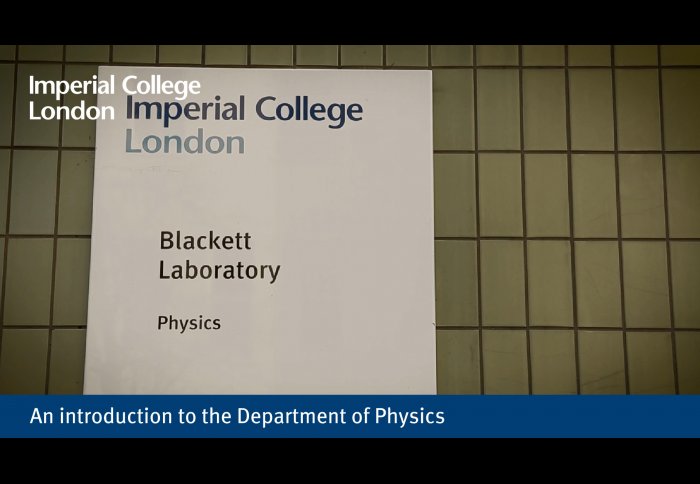 Imperial College
London
Imperial College
London
Blackett
Laboratory
Physics
An introduction to the Department of Physics